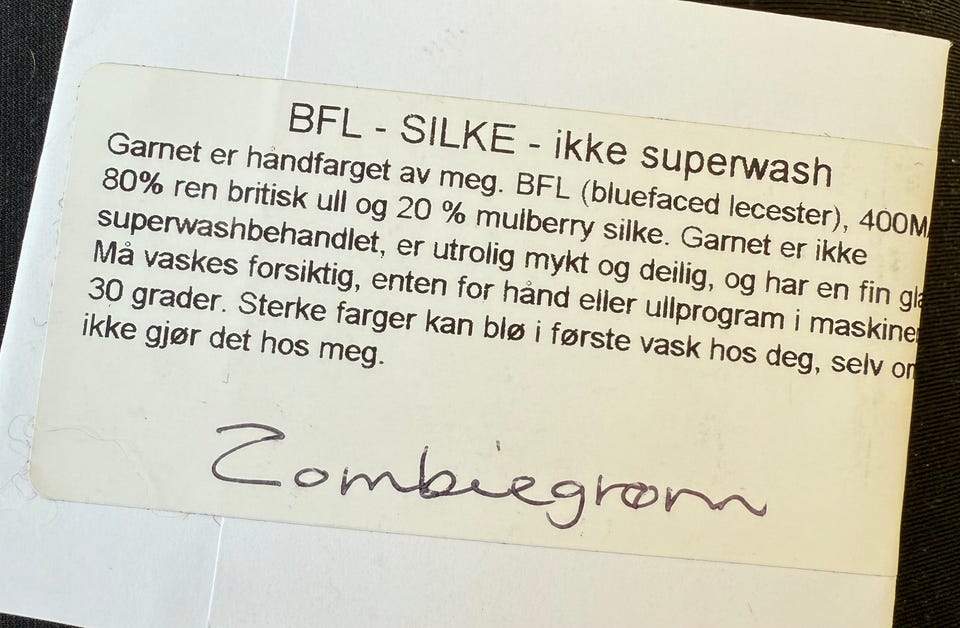 BFL - SILKE - ikke superwash
Garnet er håndfarget av meg. BFL (bluefaced lecester), 400M
80% ren britisk ull og 20 % mulberry silke. Garnet er ikke
superwashbehandlet, er utrolig mykt og deilig, og har en fin gla
Må vaskes forsiktig, enten for hånd eller ullprogram i maskine
30 grader. Sterke farger kan blø i første vask hos deg, selv om
ikke gjør det hos meg.
Zombiegrønn